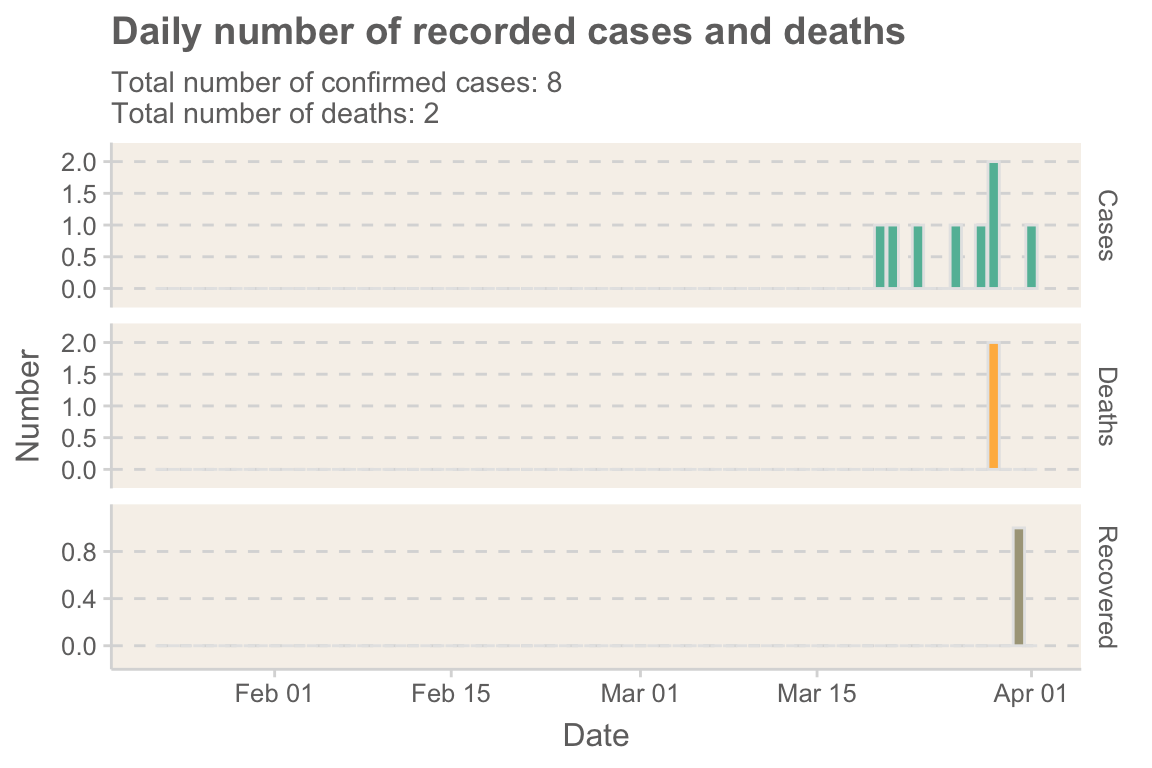 Daily number of recorded cases and deaths
Total number of confirmed cases: 8
Total number of deaths: 2
2.0
1.5
1.0
0.5
0.0
Cases
2.0
1.5
1.0
0.5
0.0
Deaths
Number
0.8
0.4
0.0
Recovered
Feb 01 Feb 15 Mar 01 Mar 15 Apr 01
Date